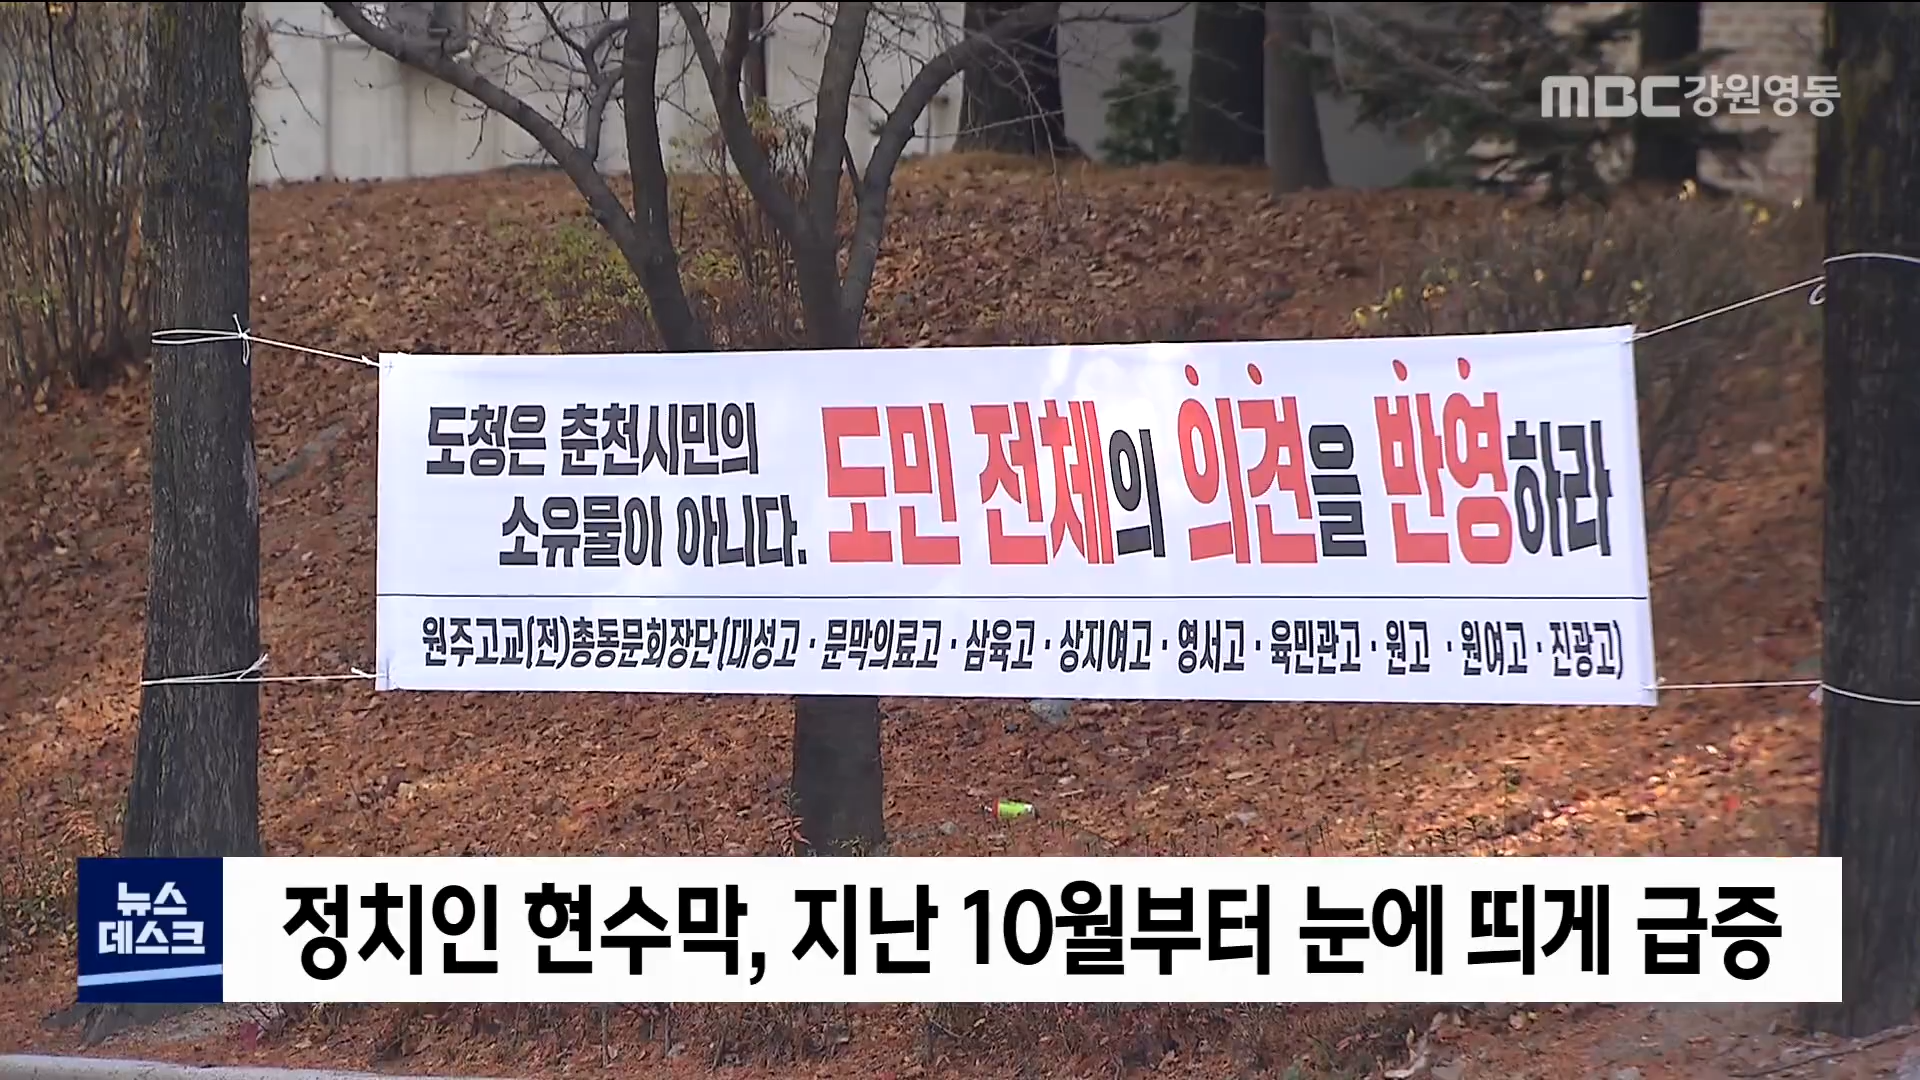 MBC강원영동
도청은 춘천시민의
소유물이 아니다.
도민 전체의 의견을 반영하라
원주고교(전)총동문회장단(대성고·문막의료고·삼육고·상지여고·영서고·육민관고·원고·원여고·진광고)
뉴스
데스크
정치인 현수막, 지난 10월부터 눈에 띄게 급증